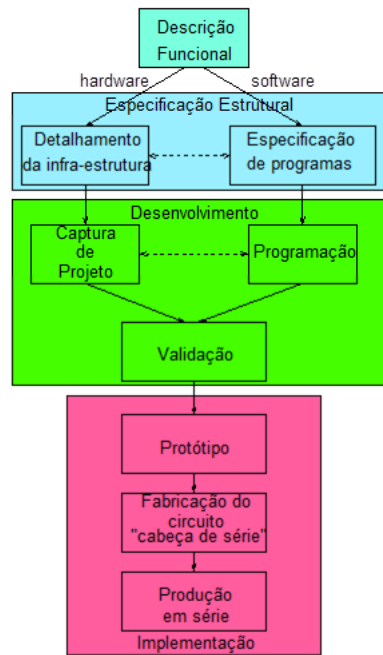 Descrição
Funcional
hardware
software
Especificação Estrutural
Detalhamento
da infra-estrutura
Especificação
de programas
Desenvolvimento
Captura
de
Projeto
Programação
Validação
Protótipo
Fabricação do
circuito
"cabeça de série"
Produção
em série
Implementação